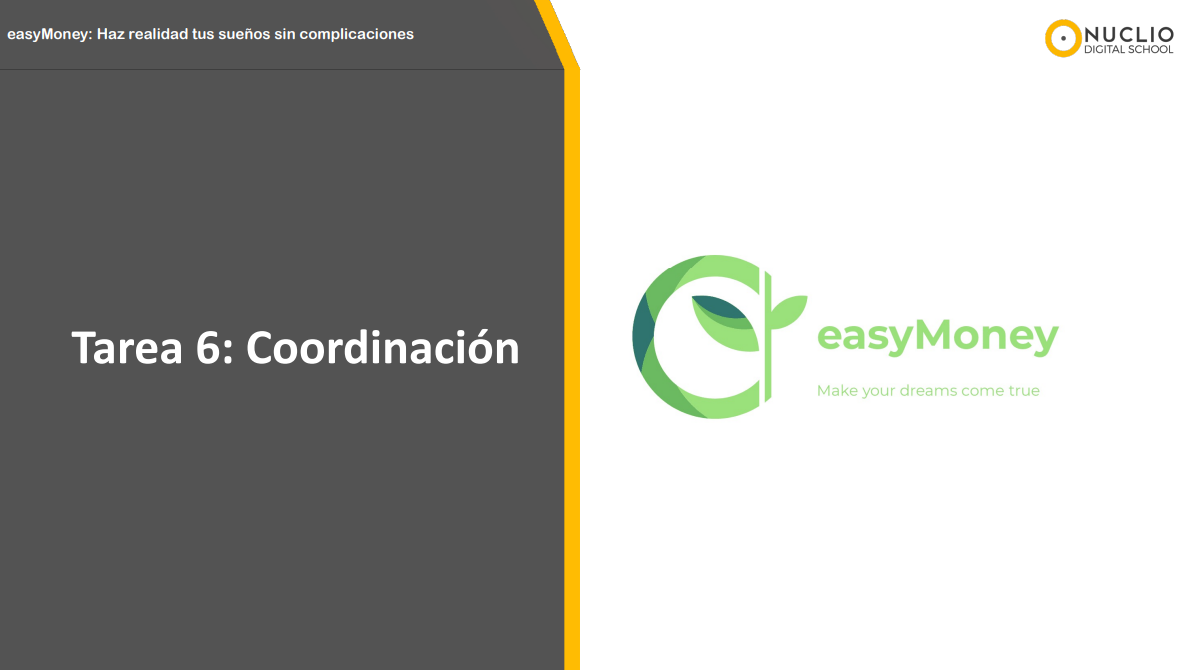 easyMoney: Haz realidad tus sueños sin complicaciones
NUCLIO
DIGITAL SCHOOL
Tarea 6: Coordinación
easyMoney
Make your dreams come true